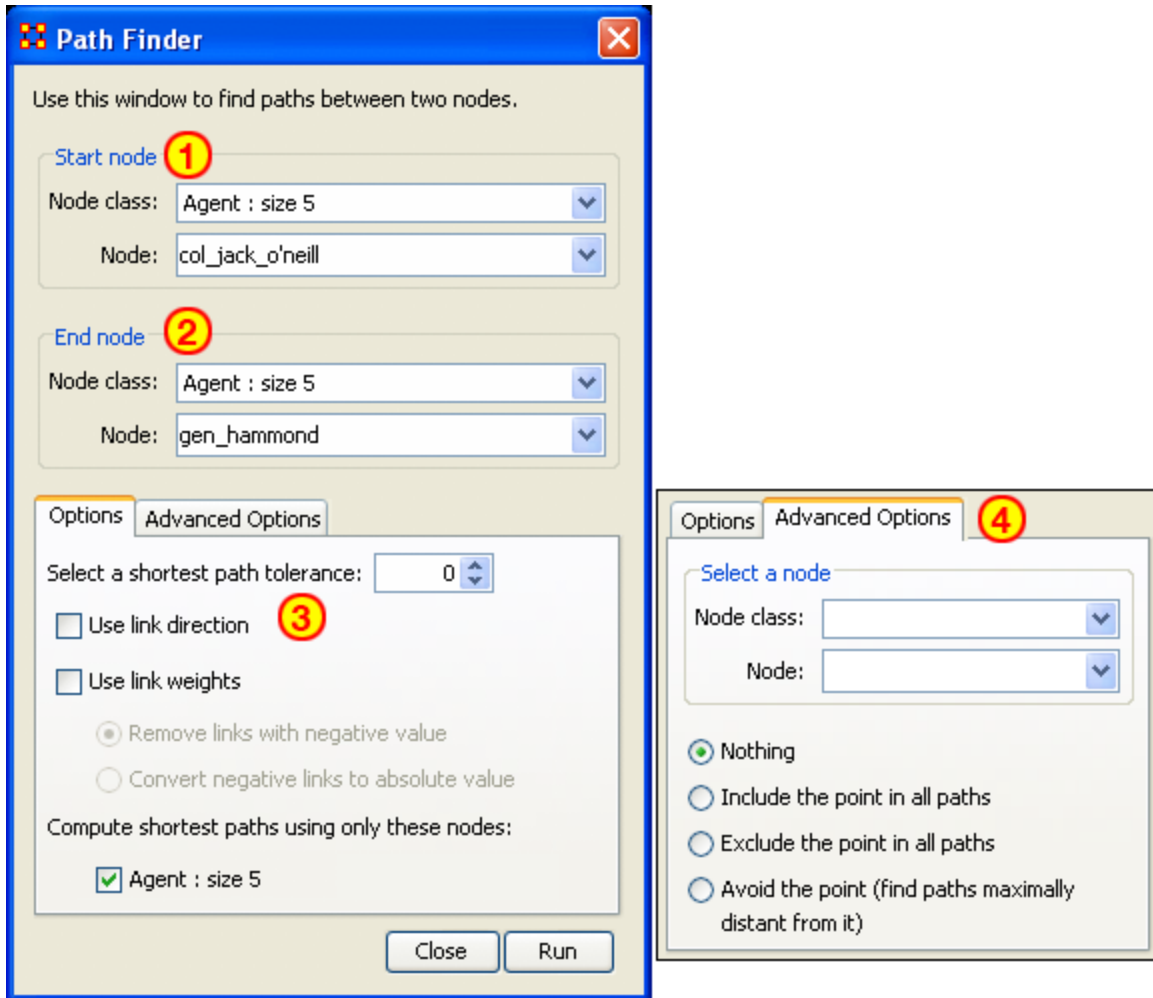 Path Finder
Use this window to find paths between two nodes.
Start node 1
Node class: Agent : size 5
Node: col_jack_o'neill
End node 2
Node class: Agent : size 5
Node: gen_hammond
Options Advanced Options
Select a shortest path tolerance: 0
3
Use link direction
Use link weights
Remove links with negative value
Convert negative links to absolute value
Compute shortest paths using only these nodes:
Agent : size 5
Close Run
Options Advanced Options 4
Select a node
Node class:
Node:
Nothing
Include the point in all paths
Exclude the point in all paths
Avoid the point (find paths maximally
distant from it)